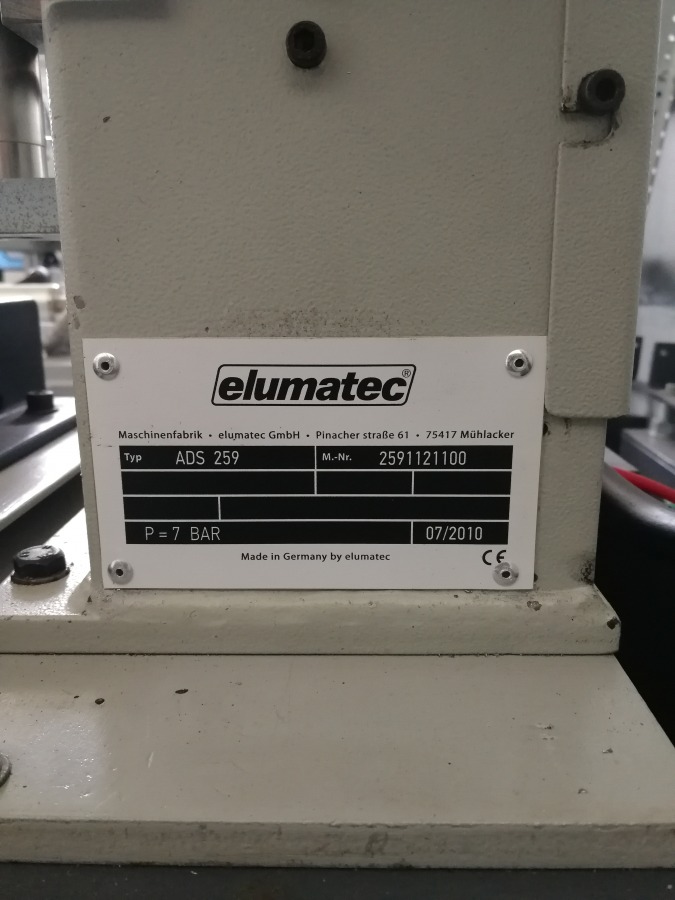 elumatec®
Maschinenfabrik • elumatec GmbH • Pinacher straße 61 • 75417 Mühlacker
Typ ADS 259 M.-Nr. 2591121100
P = 7 BAR 07/2010
Made in Germany by elumatec CE